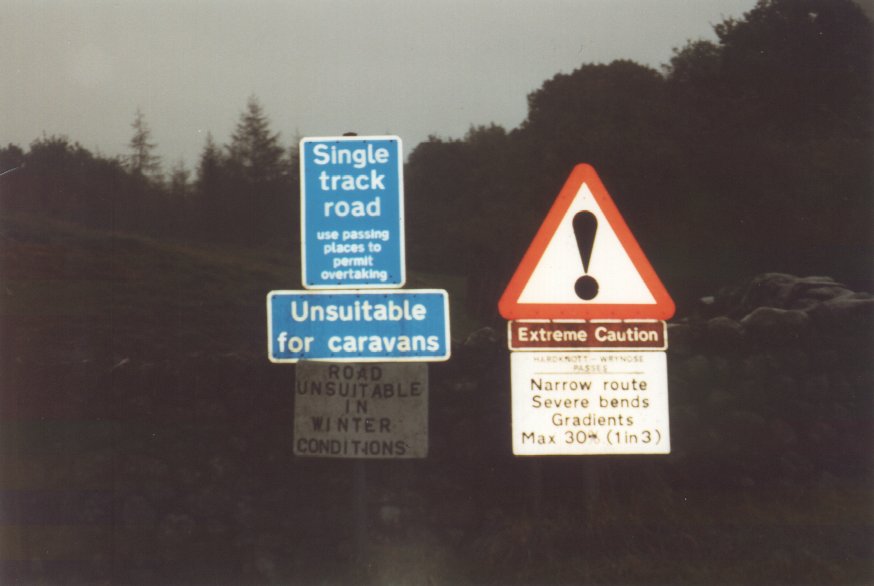 Single
track
road
use passing
places to
permit
overtaking
Unsuitable
for caravans
ROAD
UNSUITABLE
IN
WINTER
CONDITIONS
!
Extreme Caution
HARDKNOTT - WRYNOSE
PASSES
Narrow route
Severe bends
Gradients
Max 30% (1in3)